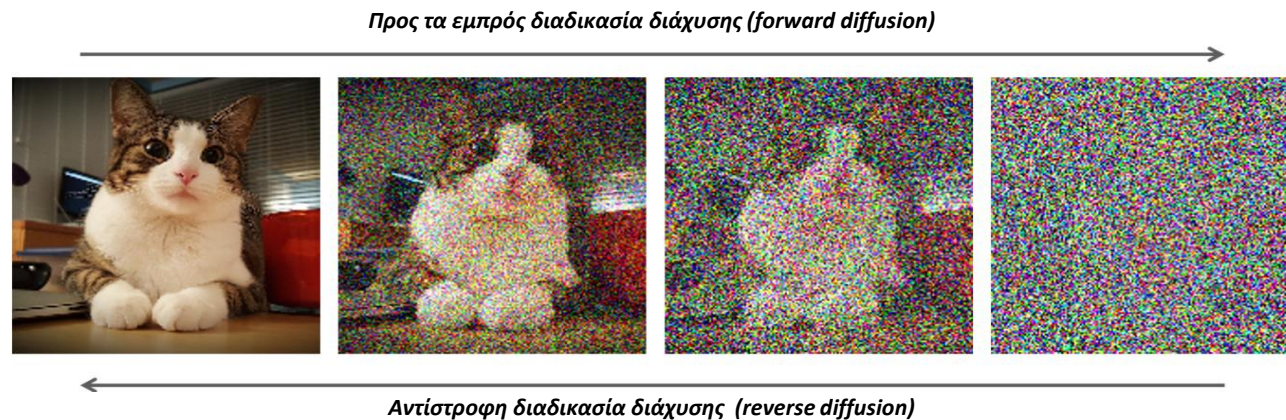 Προς τα εμπρός διαδικασία διάχυσης (forward diffusion)
Αντίστροφη διαδικασία διάχυσης (reverse diffusion)